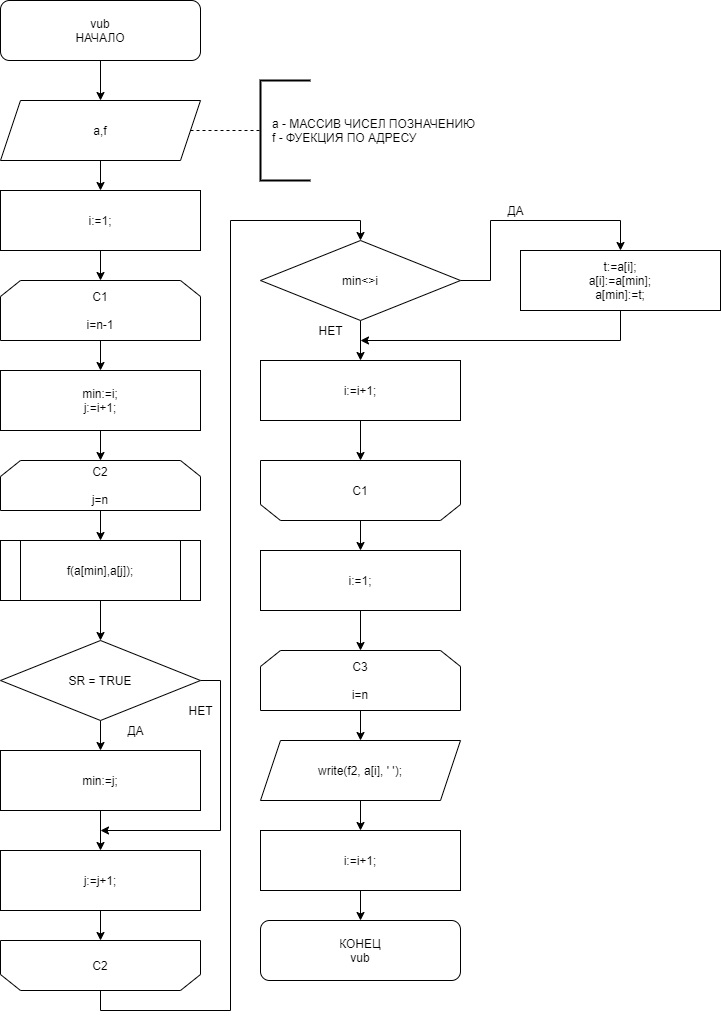 vub
НАЧАЛО
a,f
a - МАССИВ ЧИСЕЛ ПОЗНАЧЕНИЮ
f - ФУЕКЦИЯ ПО АДРЕСУ
i:=1;
C1
i=n-1
min:=i;
j:=i+1;
C2
j=n
f(a[min],a[j]);
SR = TRUE
НЕТ
ДА
min:=j;
j:=j+1;
C2
min<>i
ДА
t:=a[i];
a[i]:=a[min];
a[min]:=t;
НЕТ
i:=i+1;
C1
i:=1;
C3
i=n
write(f2, a[i], ' ');
i:=i+1;
КОНЕЦ
vub